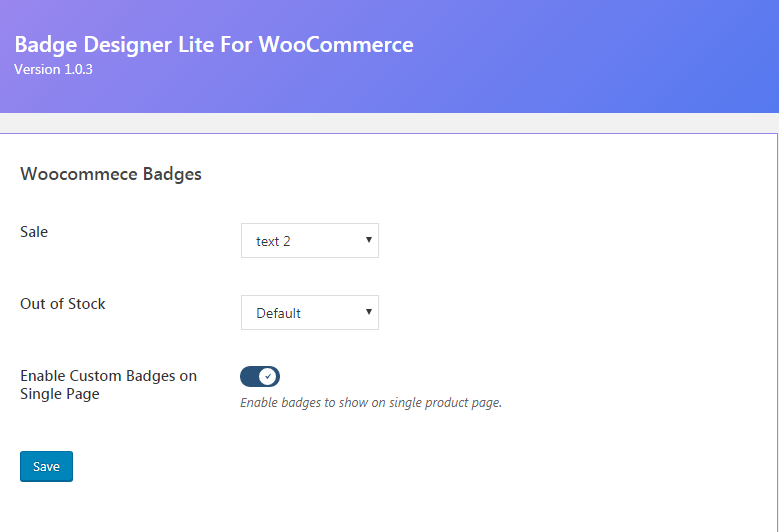 Badge Designer Lite For WooCommerce
Version 1.0.3
Woocommece Badges
Sale
text 2
Out of Stock
Default
Enable Custom Badges on
Single Page
Enable badges to show on single product page.
Save